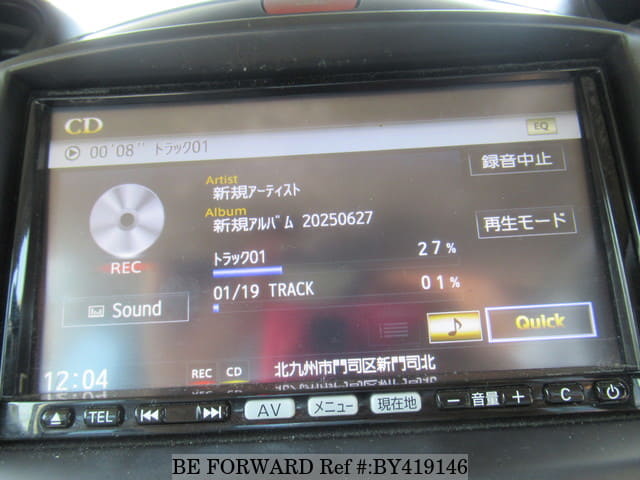 CD
EQ
00'08" トラック01
録音中止
Artist
新規アーティスト
Album
新規アルバム 20250627
再生モード
REC
トラック01 27%
01/19 TRACK 01%
Sound
Quick
12:04
REC CD 北九州市門司区新門司北
TEL AV メニュー 現在地 − 音量 + C
BE FORWARD Ref #:BY419146